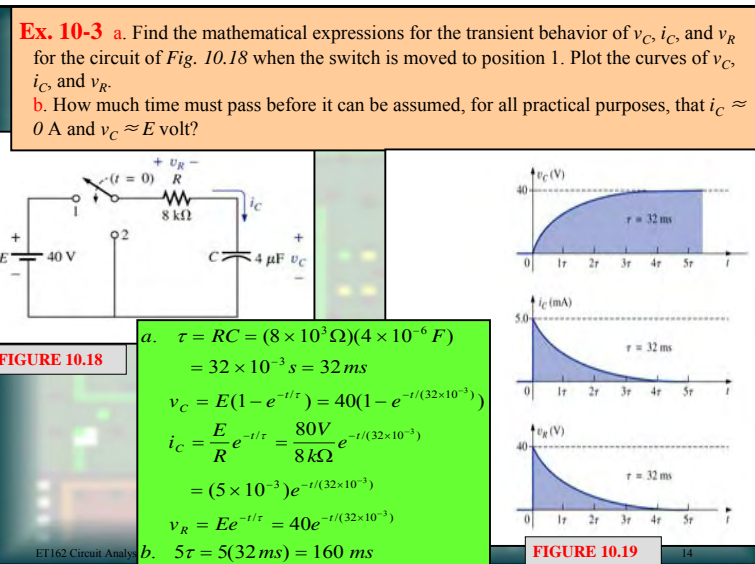 Ex. 10-3 a. Find the mathematical expressions for the transient behavior of v_C, i_C, and v_R
for the circuit of Fig. 10.18 when the switch is moved to position 1. Plot the curves of v_C,
i_C, and v_R.
b. How much time must pass before it can be assumed, for all practical purposes, that i_C ≈
0 A and v_C ≈ E volt?
+ v_R −
(t = 0) R
1
8 kΩ
i_C
2
+
E 40 V
−
C 4 μF
+
v_C
−
FIGURE 10.18
a. τ = RC = (8 × 10³ Ω)(4 × 10⁻⁶ F)
= 32 × 10⁻³ s = 32 ms
v_C = E(1 − e^{−t/τ}) = 40(1 − e^{−t/(32×10⁻³)})
i_C = E/R e^{−t/τ} = 80V/8 kΩ e^{−t/(32×10⁻³)}
= (5 × 10⁻³)e^{−t/(32×10⁻³)}
v_R = Ee^{−t/τ} = 40e^{−t/(32×10⁻³)}
b. 5τ = 5(32 ms) = 160 ms
v_C (V)
40
τ = 32 ms
0 1τ 2τ 3τ 4τ 5τ t
i_C (mA)
5.0
τ = 32 ms
0 1τ 2τ 3τ 4τ 5τ t
v_R (V)
40
τ = 32 ms
0 1τ 2τ 3τ 4τ 5τ t
FIGURE 10.19
ET162 Circuit Analys
14